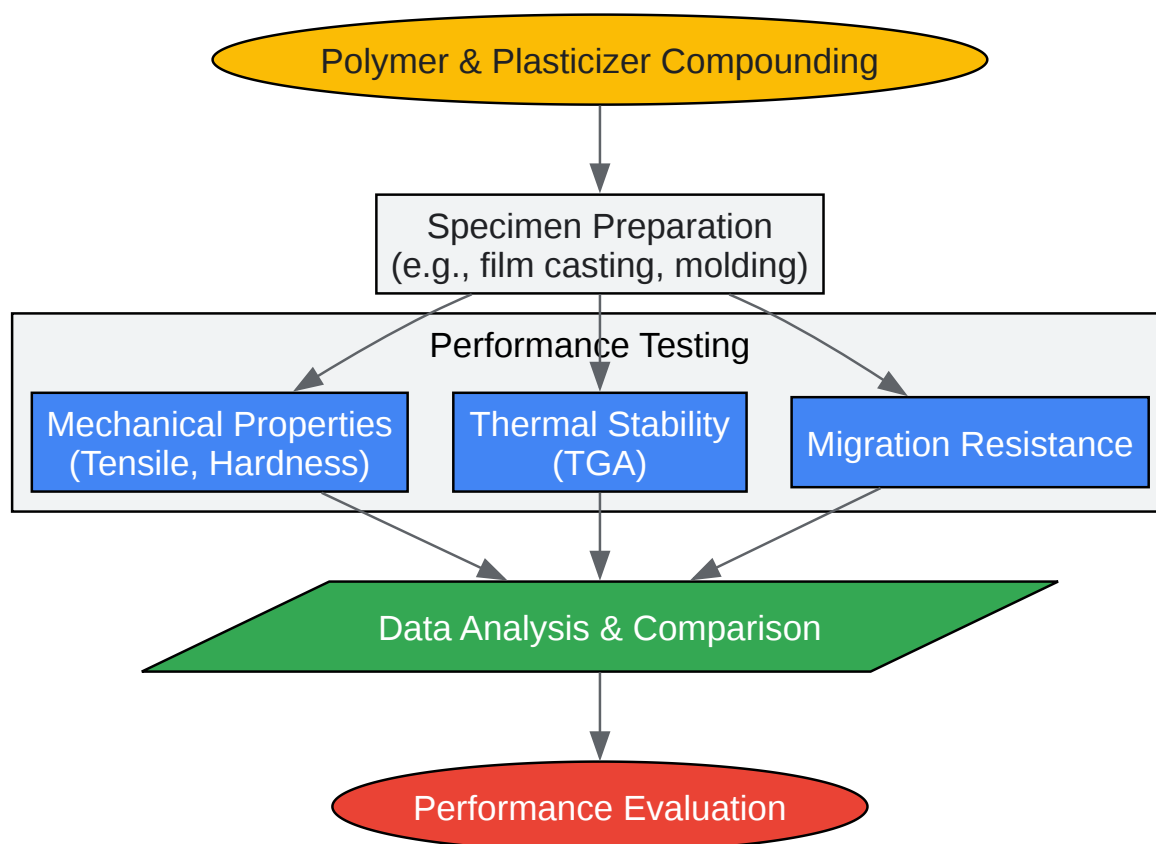 Polymer & Plasticizer Compounding
Specimen Preparation
(e.g., film casting, molding)
Performance Testing
Mechanical Properties
(Tensile, Hardness)
Thermal Stability
(TGA)
Migration Resistance
Data Analysis & Comparison
Performance Evaluation